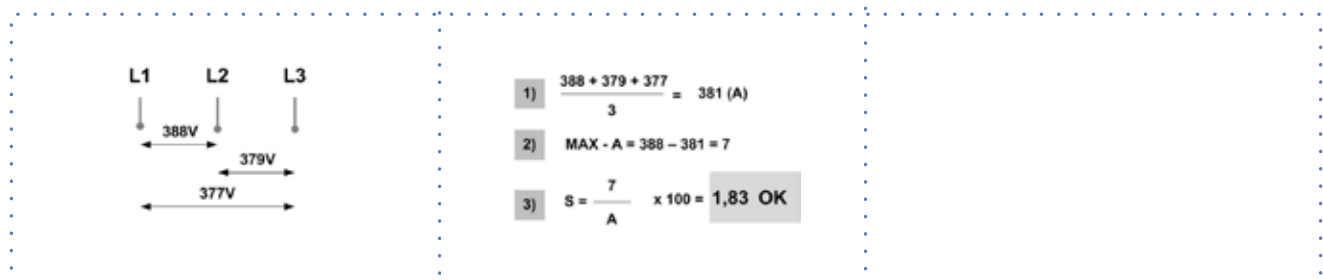 L1 L2 L3
388V
379V
377V
1) 388 + 379 + 377
3
= 381 (A)
2) MAX - A = 388 – 381 = 7
3) S = 7
A
x 100 = 1,83 OK